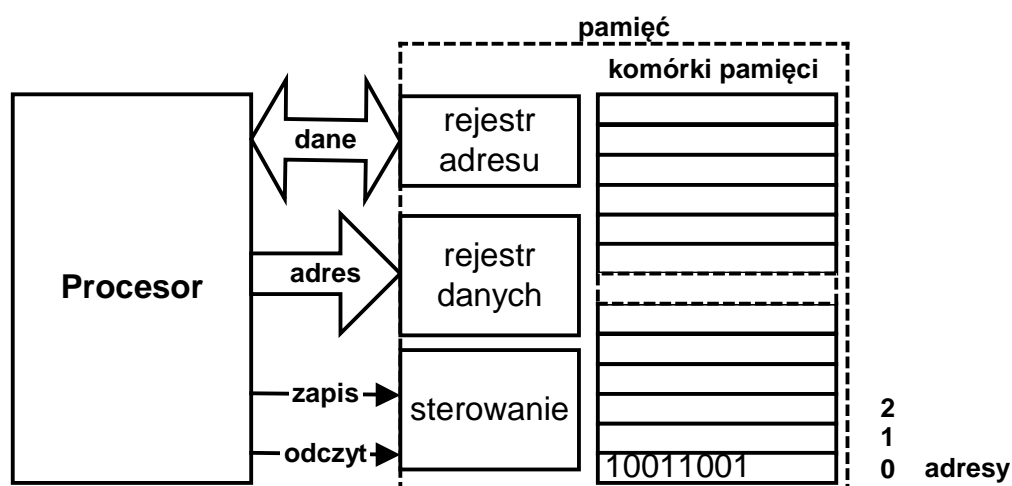 pamięć
komórki pamięci
Procesor
dane
adres
zapis
odczyt
rejestr
adresu
rejestr
danych
sterowanie
10011001
2
1
0 adresy